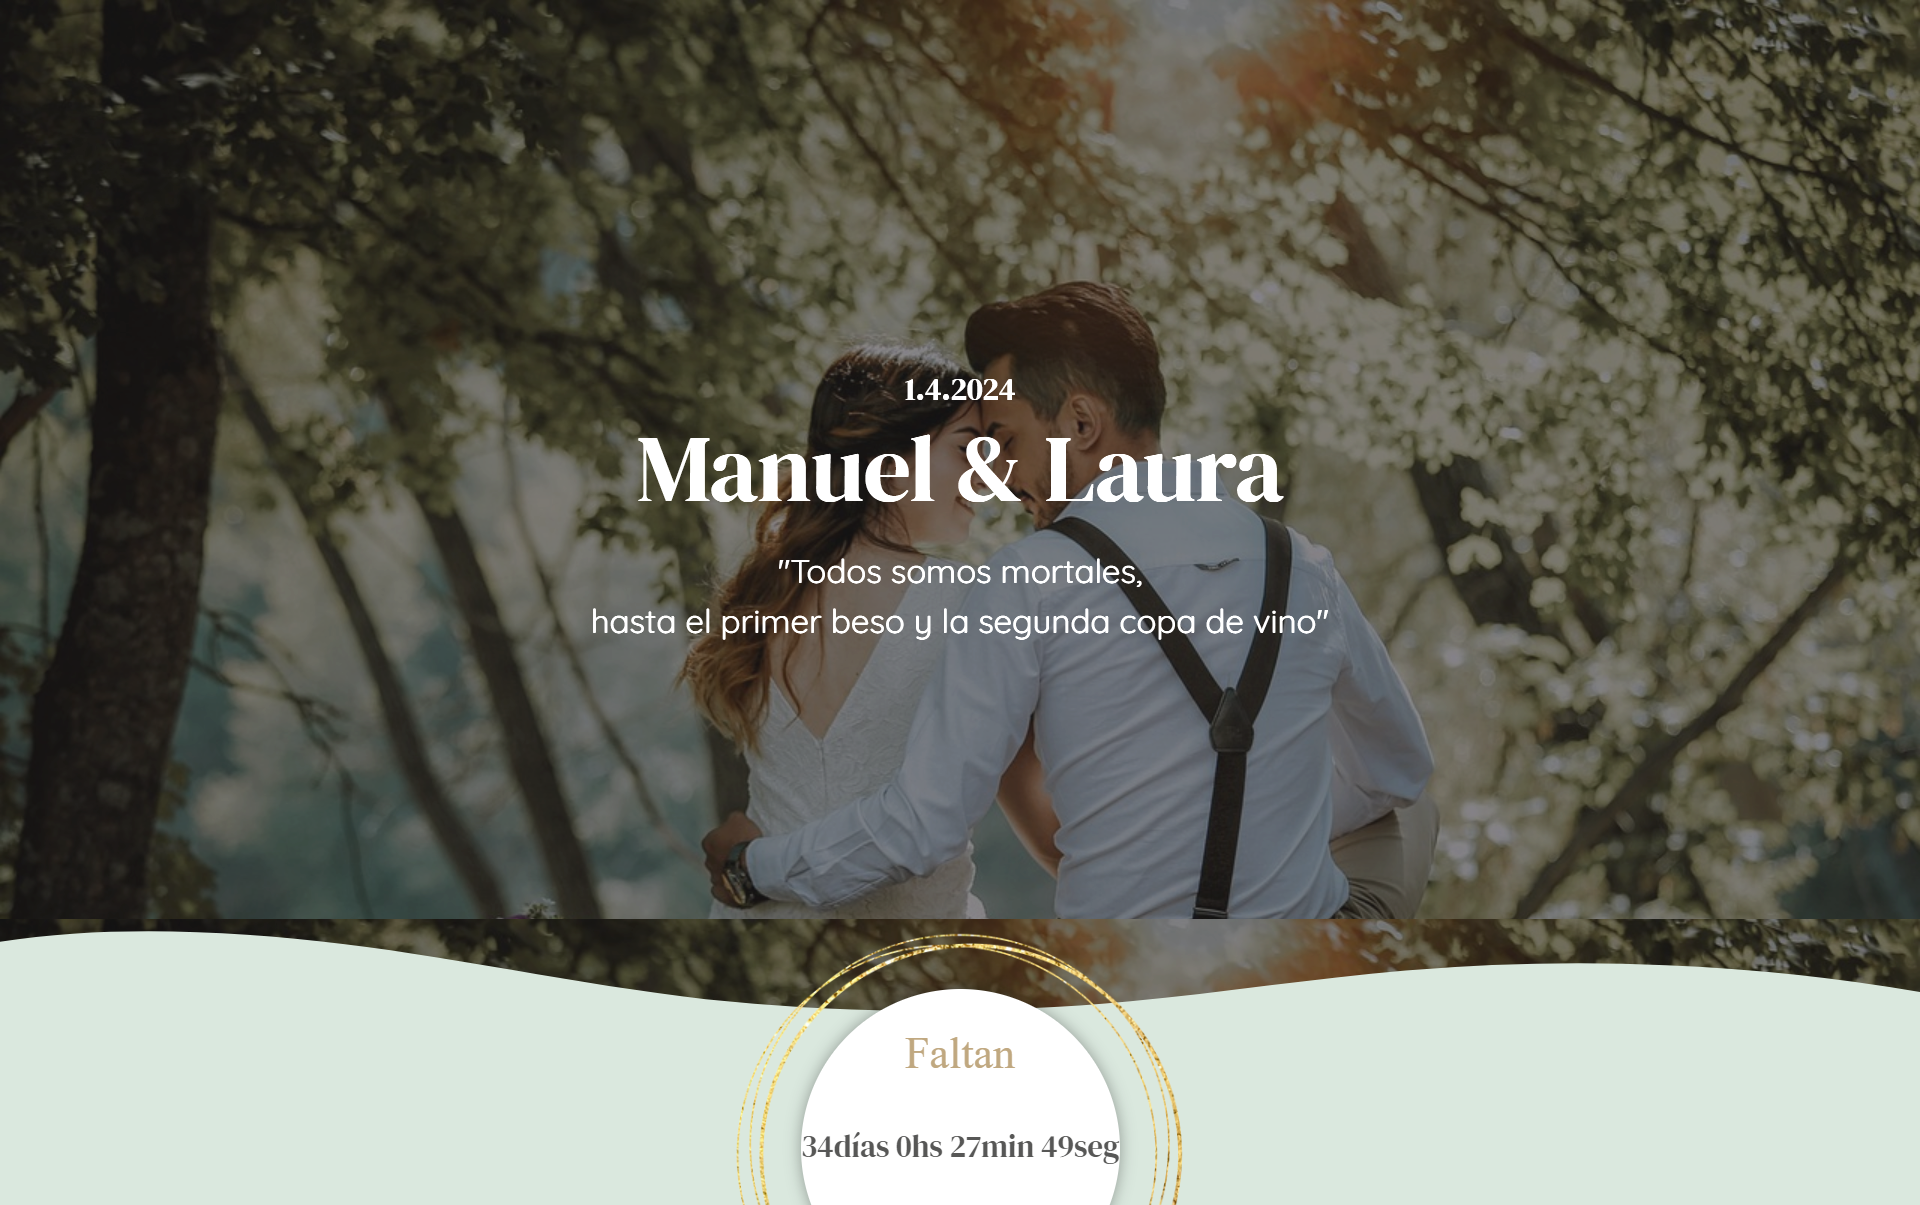 1.4.2024
Manuel & Laura
"Todos somos mortales,
hasta el primer beso y la segunda copa de vino"
Faltan
34días 0hs 27min 49seg